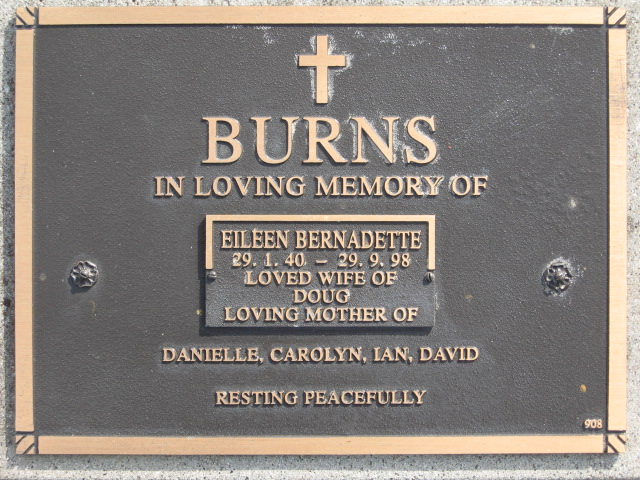 BURNS
IN LOVING MEMORY OF
EILEEN BERNADETTE
29. 1. 40 – 29. 9. 98
LOVED WIFE OF
DOUG
LOVING MOTHER OF
DANIELLE, CAROLYN, IAN, DAVID
RESTING PEACEFULLY
908